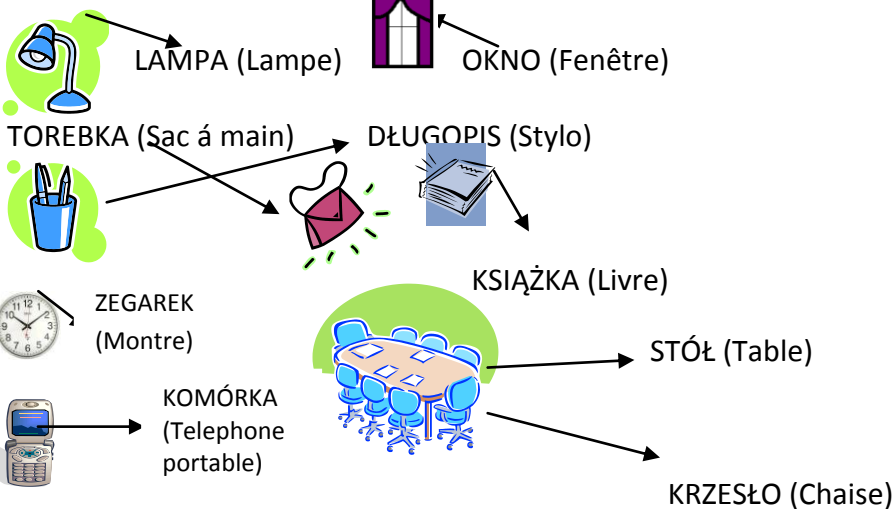 LAMPA (Lampe)
OKNO (Fenêtre)
TOREBKA (Sac á main)
DŁUGOPIS (Stylo)
KSIĄŻKA (Livre)
ZEGAREK
(Montre)
STÓŁ (Table)
KOMÓRKA
(Telephone
portable)
KRZESŁO (Chaise)